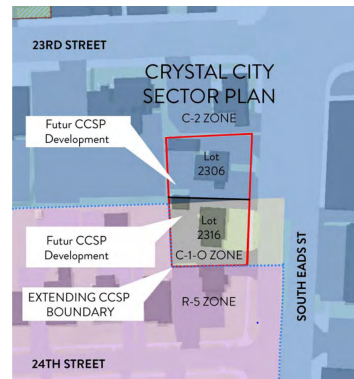 23RD STREET
CRYSTAL CITY
SECTOR PLAN
C-2 ZONE
Futur CCSP
Development
Lot
2306
Futur CCSP
Development
Lot
2316
C-1-O ZONE
EXTENDING CCSP
BOUNDARY
R-5 ZONE
SOUTH EADS ST
24TH STREET